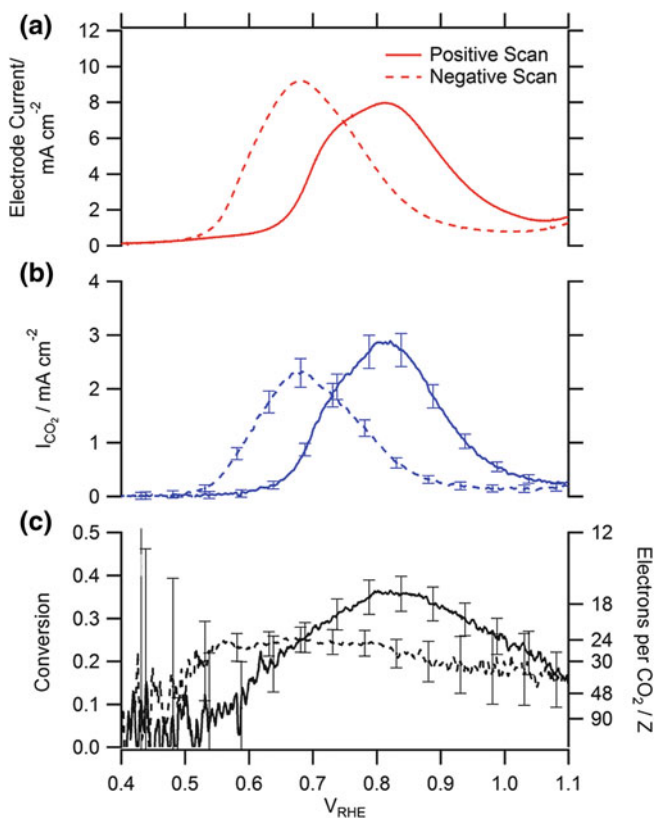 (a)
12
10
8
6
4
2
0
Electrode Current/
mA cm-2
Positive Scan
Negative Scan
(b)
4
3
2
1
0
ICO2 / mA cm-2
(c)
0.5
0.4
0.3
0.2
0.1
0.0
Conversion
12
18
24
30
48
90
Electrons per CO2 / Z
0.4 0.5 0.6 0.7 0.8 0.9 1.0 1.1
VRHE